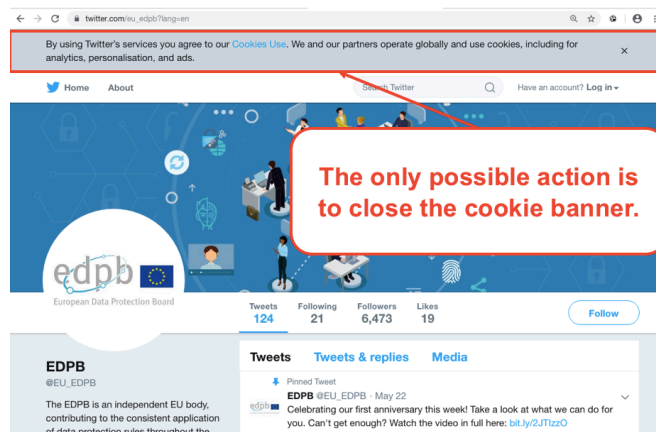 twitter.com/eu_edpb?lang=en
By using Twitter's services you agree to our Cookies Use. We and our partners operate globally and use cookies, including for
analytics, personalisation, and ads.
Home About Search Twitter Have an account? Log in
The only possible action is
to close the cookie banner.
edpb
European Data Protection Board
Tweets Following Followers Likes
124 21 6,473 19
Follow
EDPB
@EU_EDPB
The EDPB is an independent EU body,
contributing to the consistent application
of data protection rules throughout the
Tweets Tweets & replies Media
Pinned Tweet
edpb
EDPB @EU_EDPB · May 22
Celebrating our first anniversary this week! Take a look at what we can do for
you. Can't get enough? Watch the video in full here: bit.ly/2JTIzzO